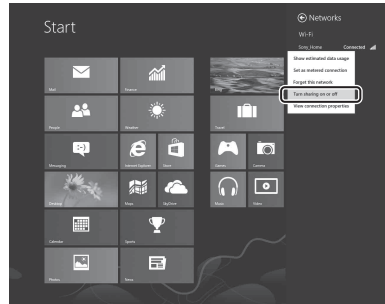 Start
Networks
Wi-Fi
Sony_Home Connected
Show estimated data usage
Set as metered connection
Forget this network
Turn sharing on or off
View connection properties
Mail
Finance
People
Weather
Travel
Messaging
Internet Explorer
Store
Games
Camera
Desktop
Maps
SkyDrive
Music
Video
Calendar
Sports
Photos
News